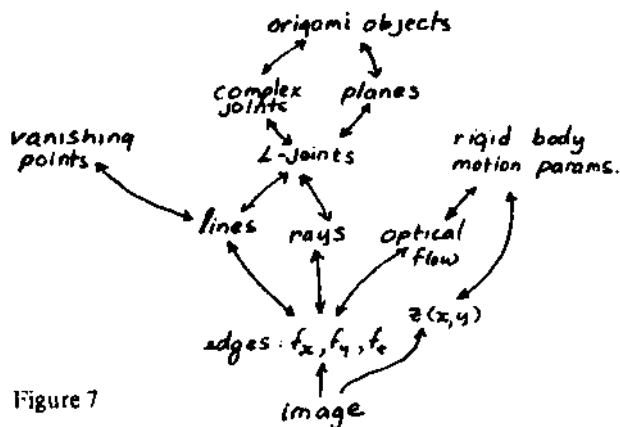 origami objects
complex
joints
planes
vanishing
points
L-joints
rigid body
motion params.
lines
rays
optical
flow
z(x,y)
edges: fx, fy, ft
Figure 7
image